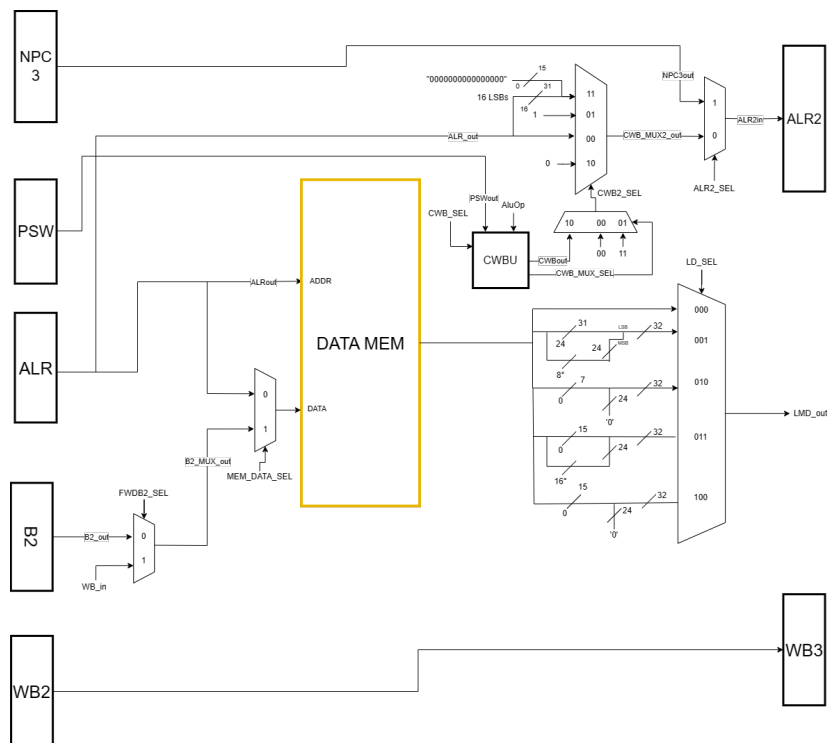 NPC
3
"0000000000000000"
15
0
31
16 LSBs
16
11
1
01
ALR_out
00
CWB_MUX2_out
0
10
NPC3out
1
0
ALR2in
ALR2
ALR2_SEL
CWB2_SEL
PSW
PSWout
AluOp
CWB_SEL
10
00
01
CWBU
CWBout
00
11
CWB_MUX_SEL
LD_SEL
ALRout
ADDR
ALR
DATA MEM
000
31
LSB
32
24
24
MSB
001
8*
7
32
010
0
24
'0'
0
DATA
1
B2_MUX_out
MEM_DATA_SEL
15
32
011
0
24
16*
LMD_out
15
32
100
0
24
'0'
FWDB2_SEL
B2
B2_out
0
1
WB_in
WB2
WB3